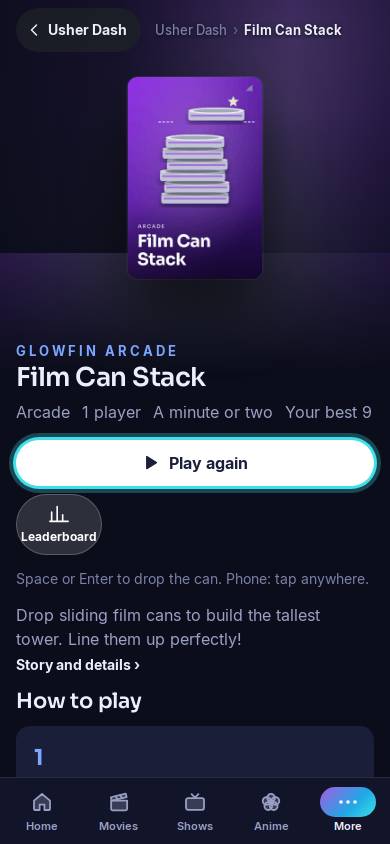 Usher Dash
Usher Dash › Film Can Stack
ARCADE
Film Can
Stack
GLOWFIN ARCADE
Film Can Stack
Arcade 1 player A minute or two Your best 9
Play again
Leaderboard
Space or Enter to drop the can. Phone: tap anywhere.
Drop sliding film cans to build the tallest
tower. Line them up perfectly!
Story and details ›
How to play
1
Home Movies Shows Anime More